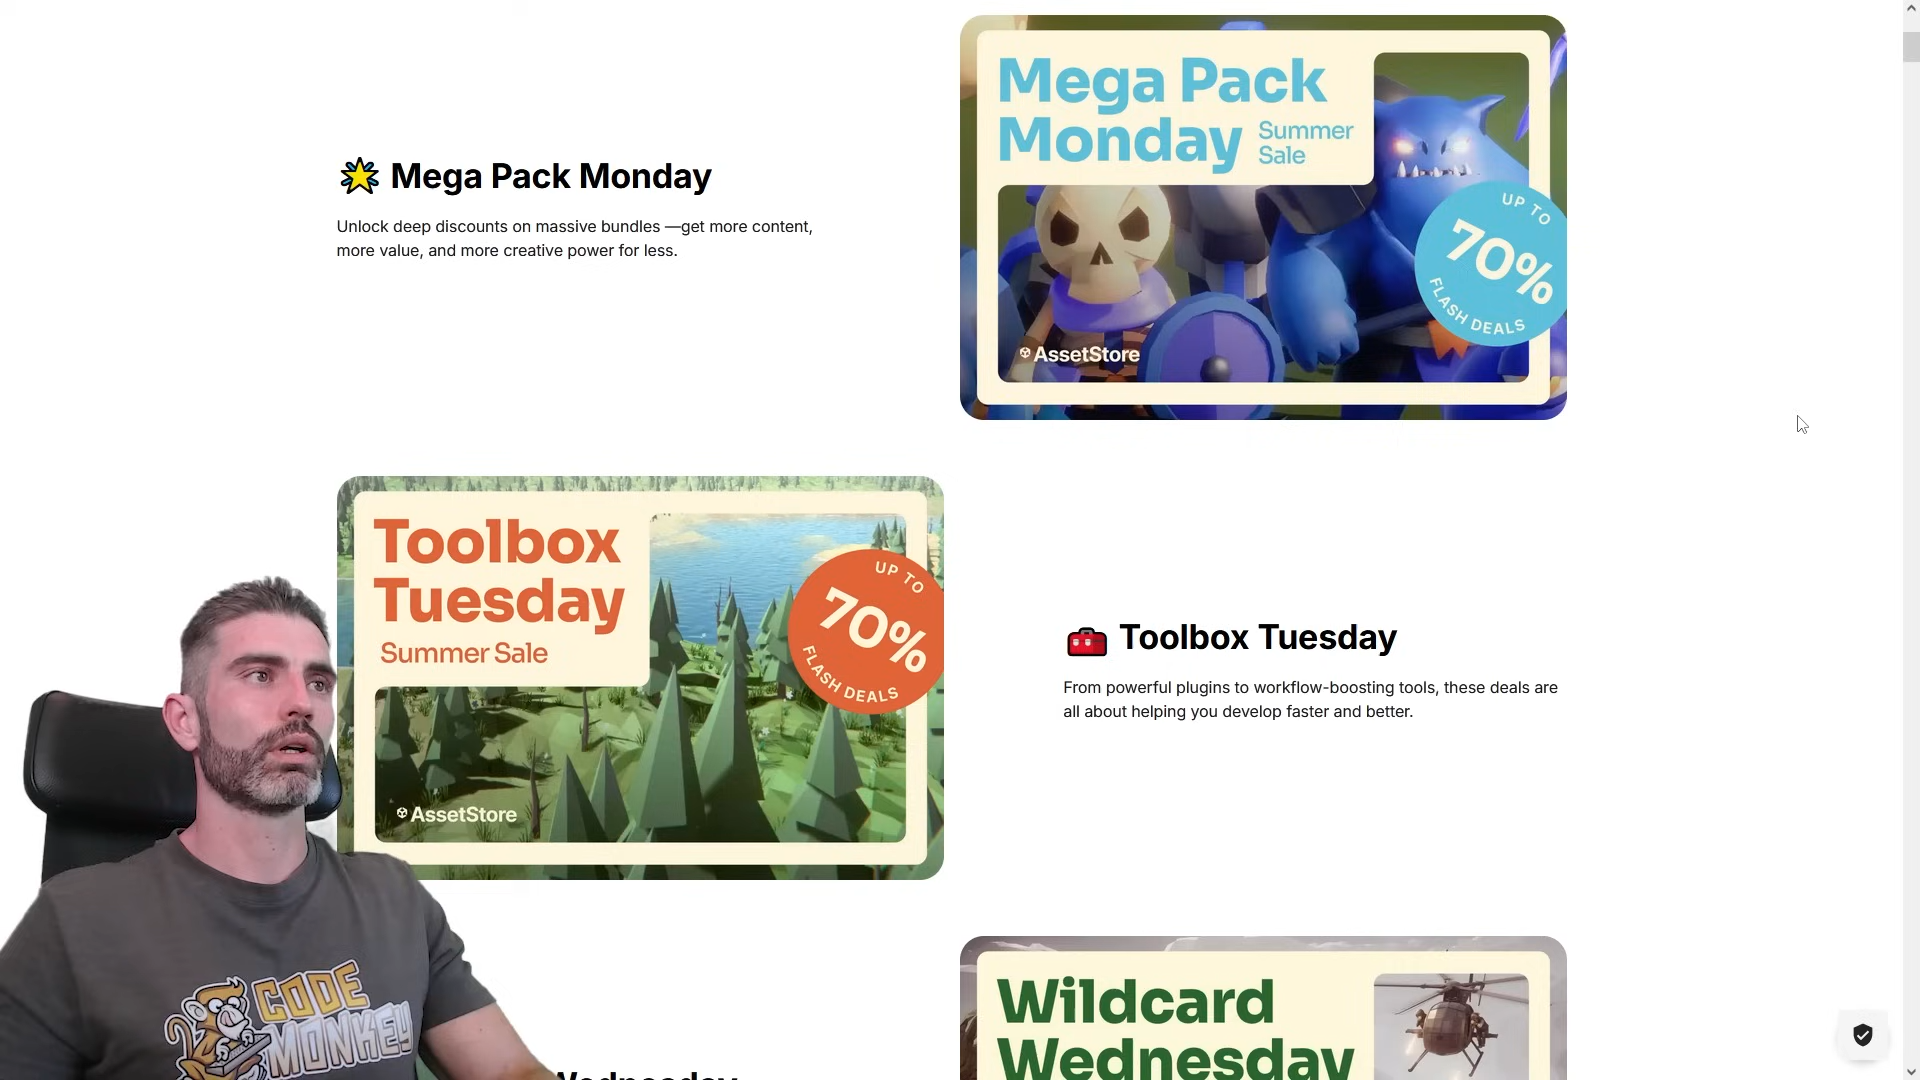 Mega Pack
Monday
Summer
Sale
UP TO
70%
FLASH DEALS
AssetStore
Mega Pack Monday
Unlock deep discounts on massive bundles —get more content,
more value, and more creative power for less.
Toolbox
Tuesday
Summer Sale
UP TO
70%
FLASH DEALS
AssetStore
Toolbox Tuesday
From powerful plugins to workflow-boosting tools, these deals are
all about helping you develop faster and better.
Wildcard
Wednesday
Wednesday
CODE
MONKEY